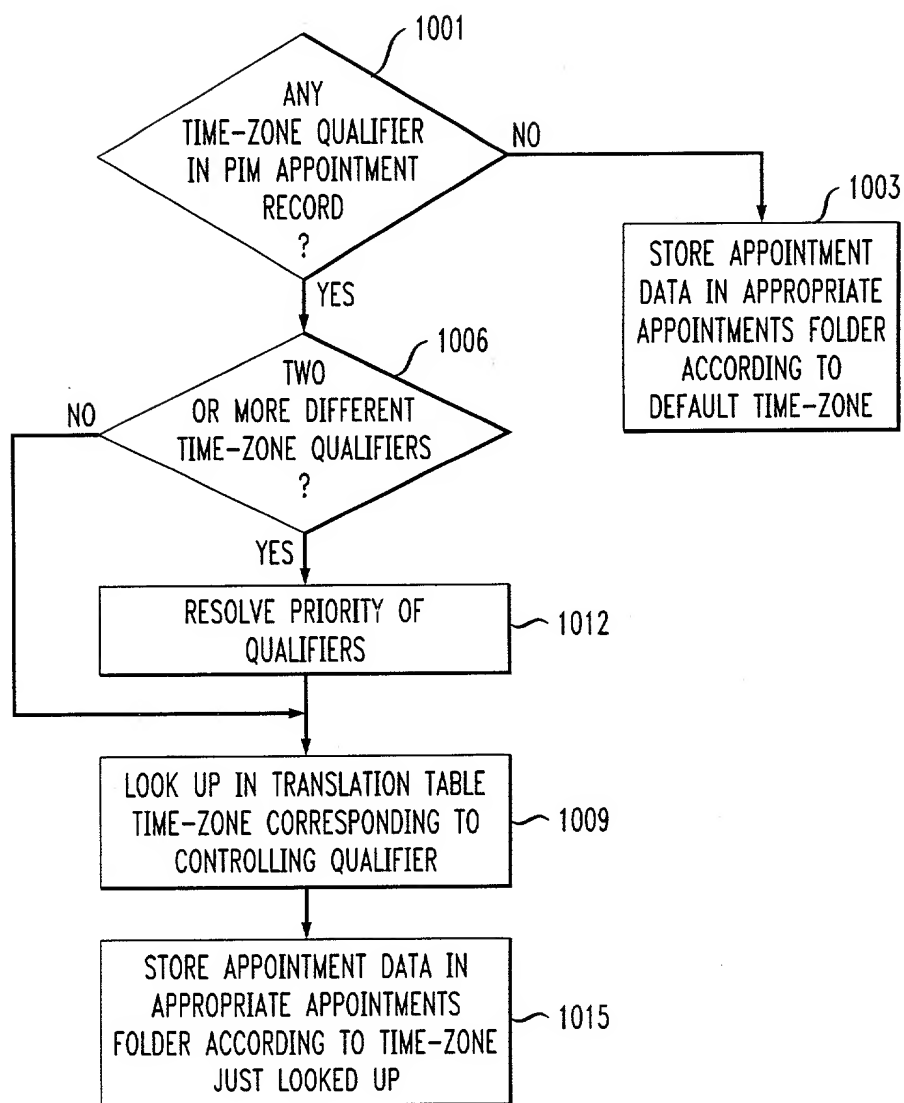 1001
ANY
TIME-ZONE QUALIFIER
IN PIM APPOINTMENT
RECORD
?
NO
YES
1003
STORE APPOINTMENT
DATA IN APPROPRIATE
APPOINTMENTS FOLDER
ACCORDING TO
DEFAULT TIME-ZONE
1006
TWO
OR MORE DIFFERENT
TIME-ZONE QUALIFIERS
?
NO
YES
RESOLVE PRIORITY OF
QUALIFIERS
1012
LOOK UP IN TRANSLATION TABLE
TIME-ZONE CORRESPONDING TO
CONTROLLING QUALIFIER
1009
STORE APPOINTMENT DATA IN
APPROPRIATE APPOINTMENTS
FOLDER ACCORDING TO TIME-ZONE
JUST LOOKED UP
1015